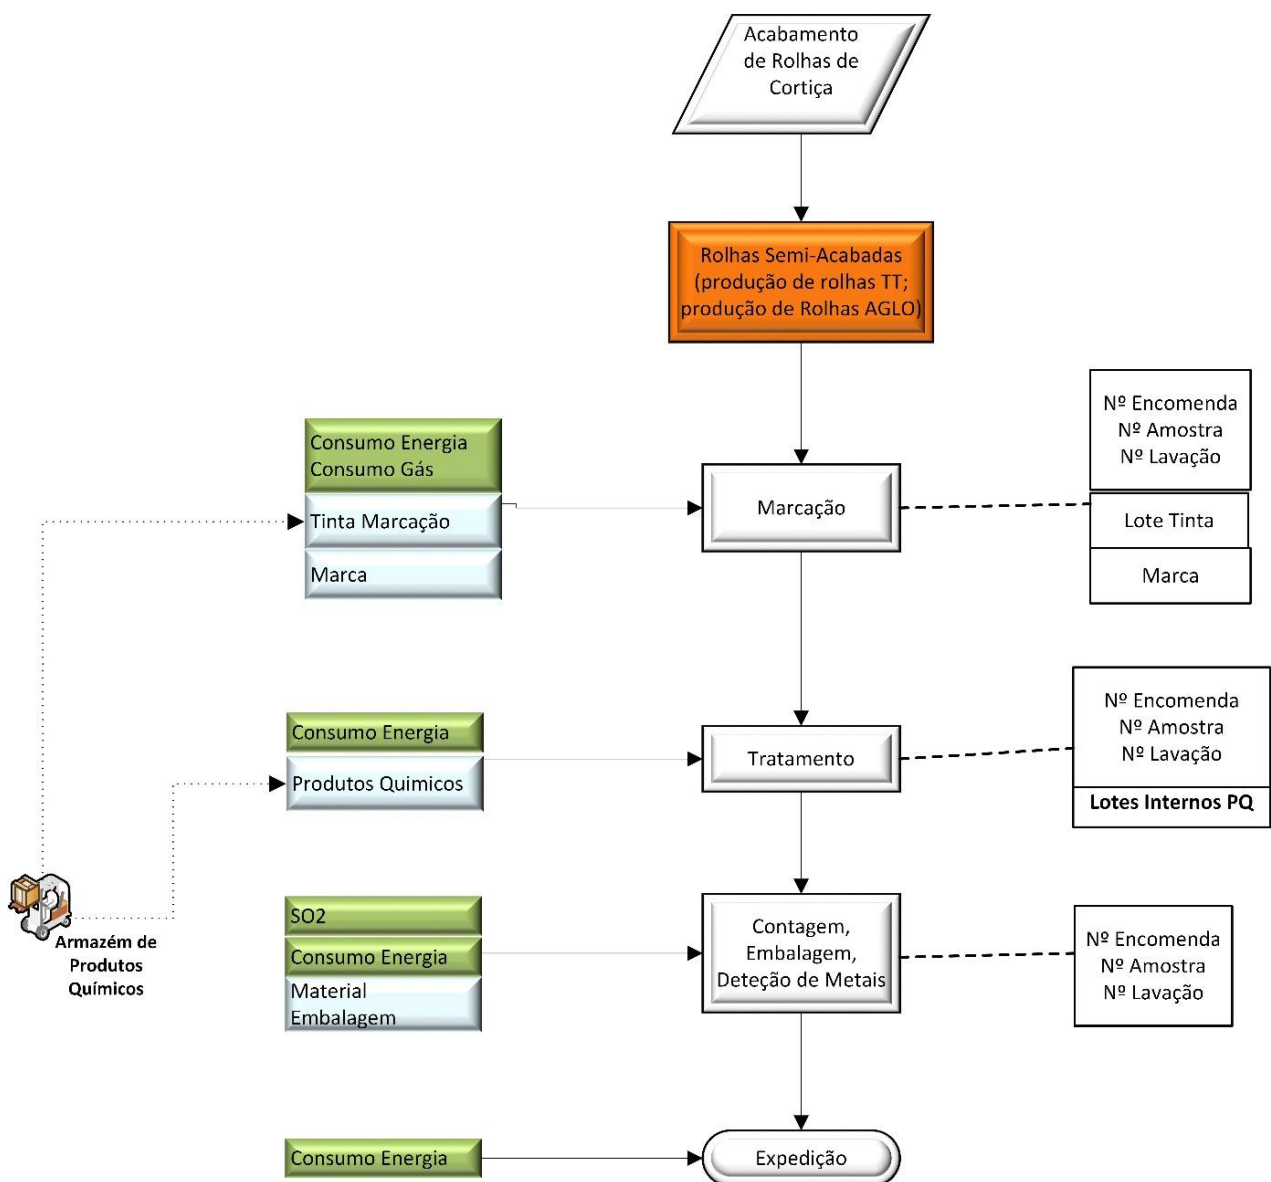 Acabamento
de Rolhas de
Cortiça
Rolhas Semi-Acabadas
(produção de rolhas TT;
produção de Rolhas AGLO)
Consumo Energia
Consumo Gás
Tinta Marcação
Marca
Marcação
Nº Encomenda
Nº Amostra
Nº Lavação
Lote Tinta
Marca
Consumo Energia
Produtos Quimicos
Tratamento
Nº Encomenda
Nº Amostra
Nº Lavação
Lotes Internos PQ
Armazém de
Produtos
Químicos
SO2
Consumo Energia
Material
Embalagem
Contagem,
Embalagem,
Deteção de Metais
Nº Encomenda
Nº Amostra
Nº Lavação
Consumo Energia
Expedição